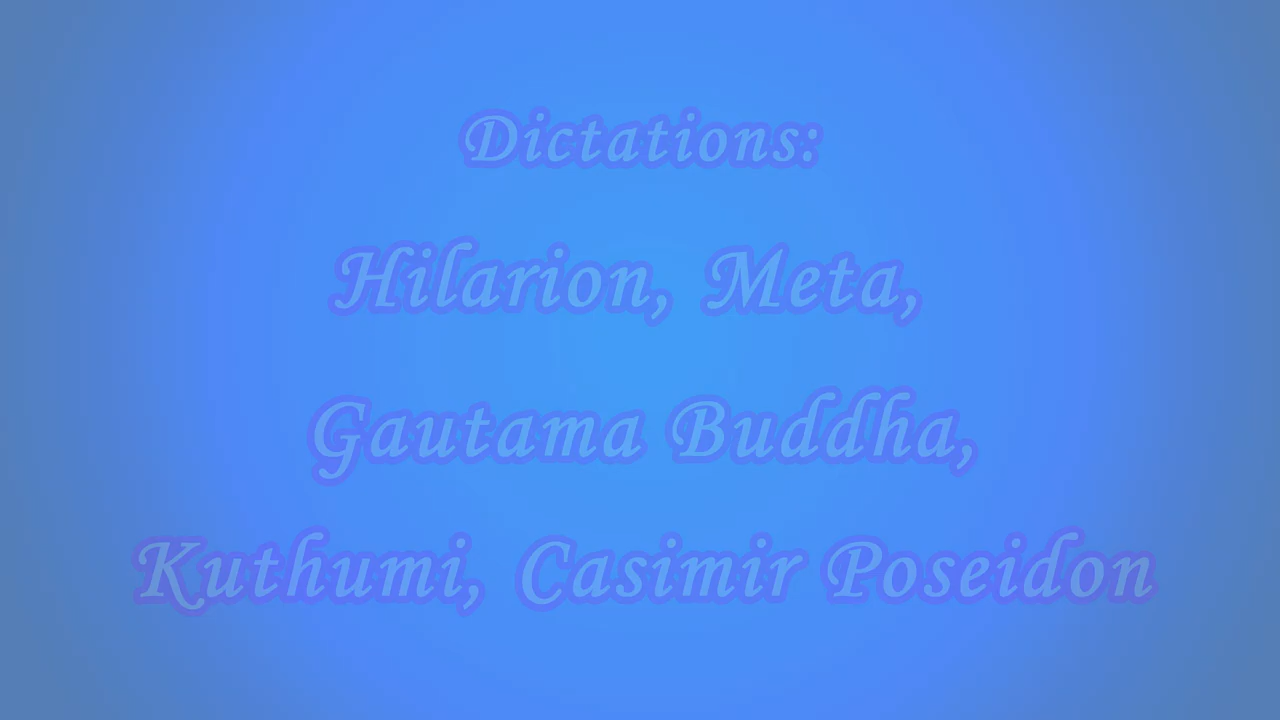 Dictations:
Hilarion, Meta,
Gautama Buddha,
Kuthumi, Casimir Poseidon